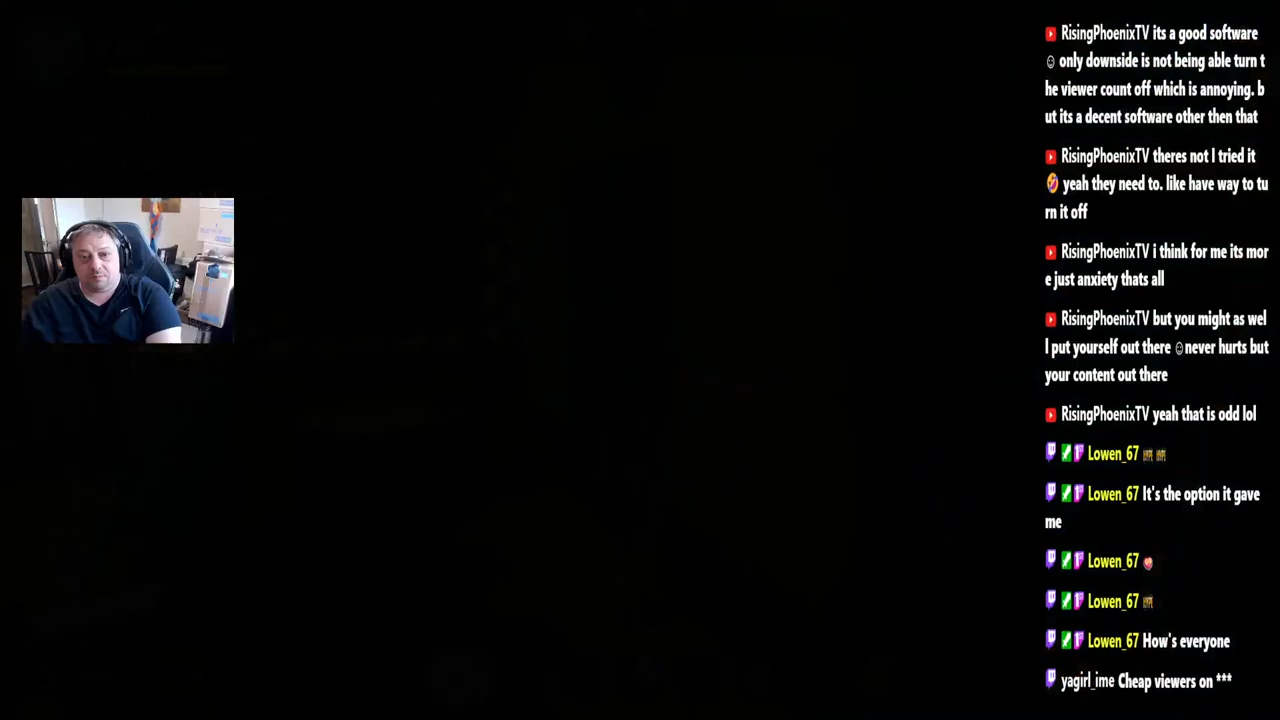 RisingPhoenixTV its a good software
☺ only downside is not being able turn t
he viewer count off which is annoying. b
ut its a decent software other then that
RisingPhoenixTV theres not I tried it
🤣 yeah they need to. like have way to tu
rn it off
RisingPhoenixTV i think for me its mor
e just anxiety thats all
RisingPhoenixTV but you might as wel
l put yourself out there ☺never hurts but
your content out there
RisingPhoenixTV yeah that is odd lol
Lowen_67 HYPE HYPE
Lowen_67 It's the option it gave
me
Lowen_67
Lowen_67 HYPE
Lowen_67 How's everyone
yagirl_ime Cheap viewers on ***